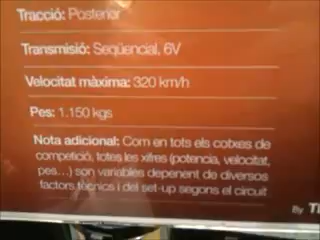 Tracció: Posterior
Transmisió: Seqüencial, 6V
Velocitat màxima: 320 km/h
Pes: 1.150 kgs
Nota adicional: Com en tots els cotxes de
competició, totes les xifres (potencia, velocitat,
pes...) son variables depenent de diversos
factors tècnics i del set-up segons el circuit
By